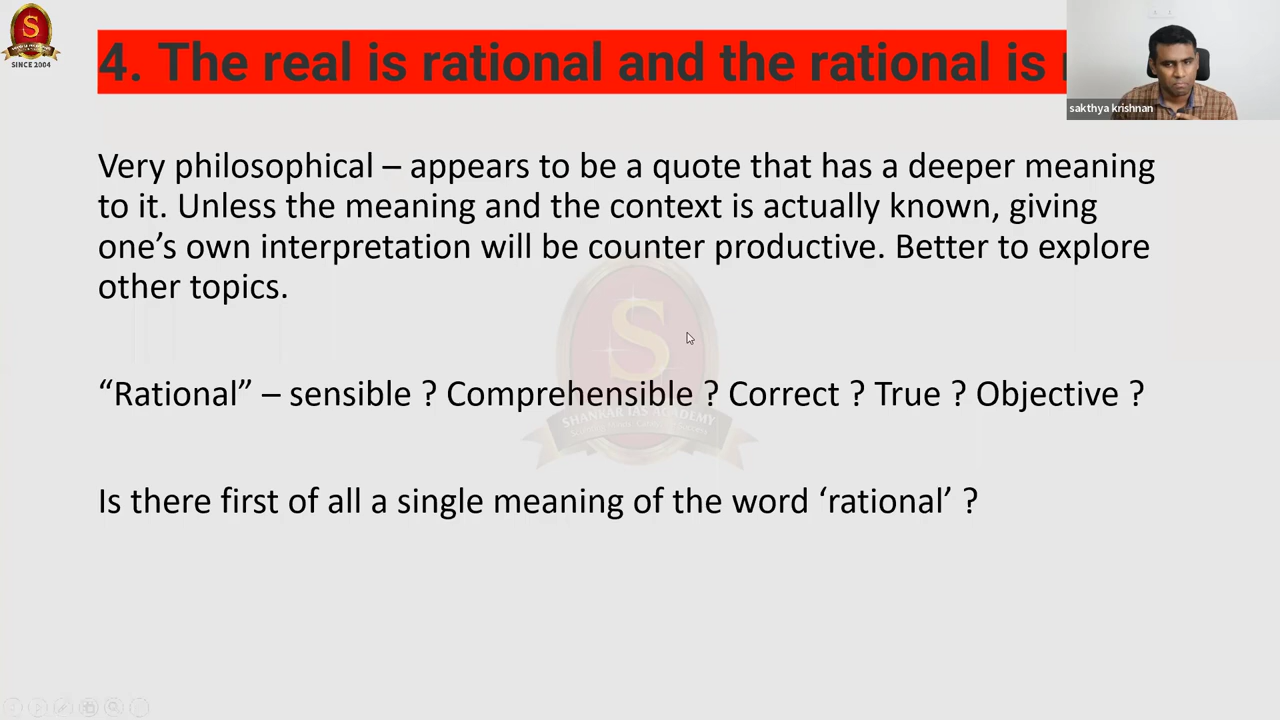 S
SINCE 2004
4. The real is rational and the rational is
sakthya krishnan
Very philosophical – appears to be a quote that has a deeper meaning
to it. Unless the meaning and the context is actually known, giving
one’s own interpretation will be counter productive. Better to explore
other topics.
S
“Rational” – sensible ? Comprehensible ? Correct ? True ? Objective ?
SHANKAR IAS ACADEMY
Is there first of all a single meaning of the word ‘rational’ ?